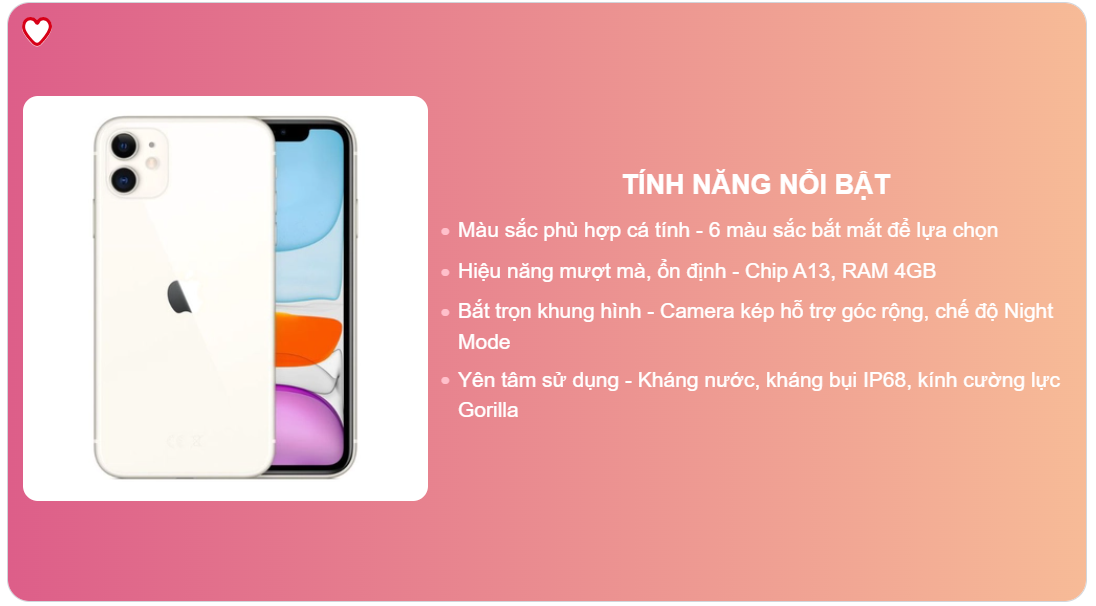 TÍNH NĂNG NỔI BẬT
Màu sắc phù hợp cá tính - 6 màu sắc bắt mắt để lựa chọn
Hiệu năng mượt mà, ổn định - Chip A13, RAM 4GB
Bắt trọn khung hình - Camera kép hỗ trợ góc rộng, chế độ Night
Mode
Yên tâm sử dụng - Kháng nước, kháng bụi IP68, kính cường lực
Gorilla